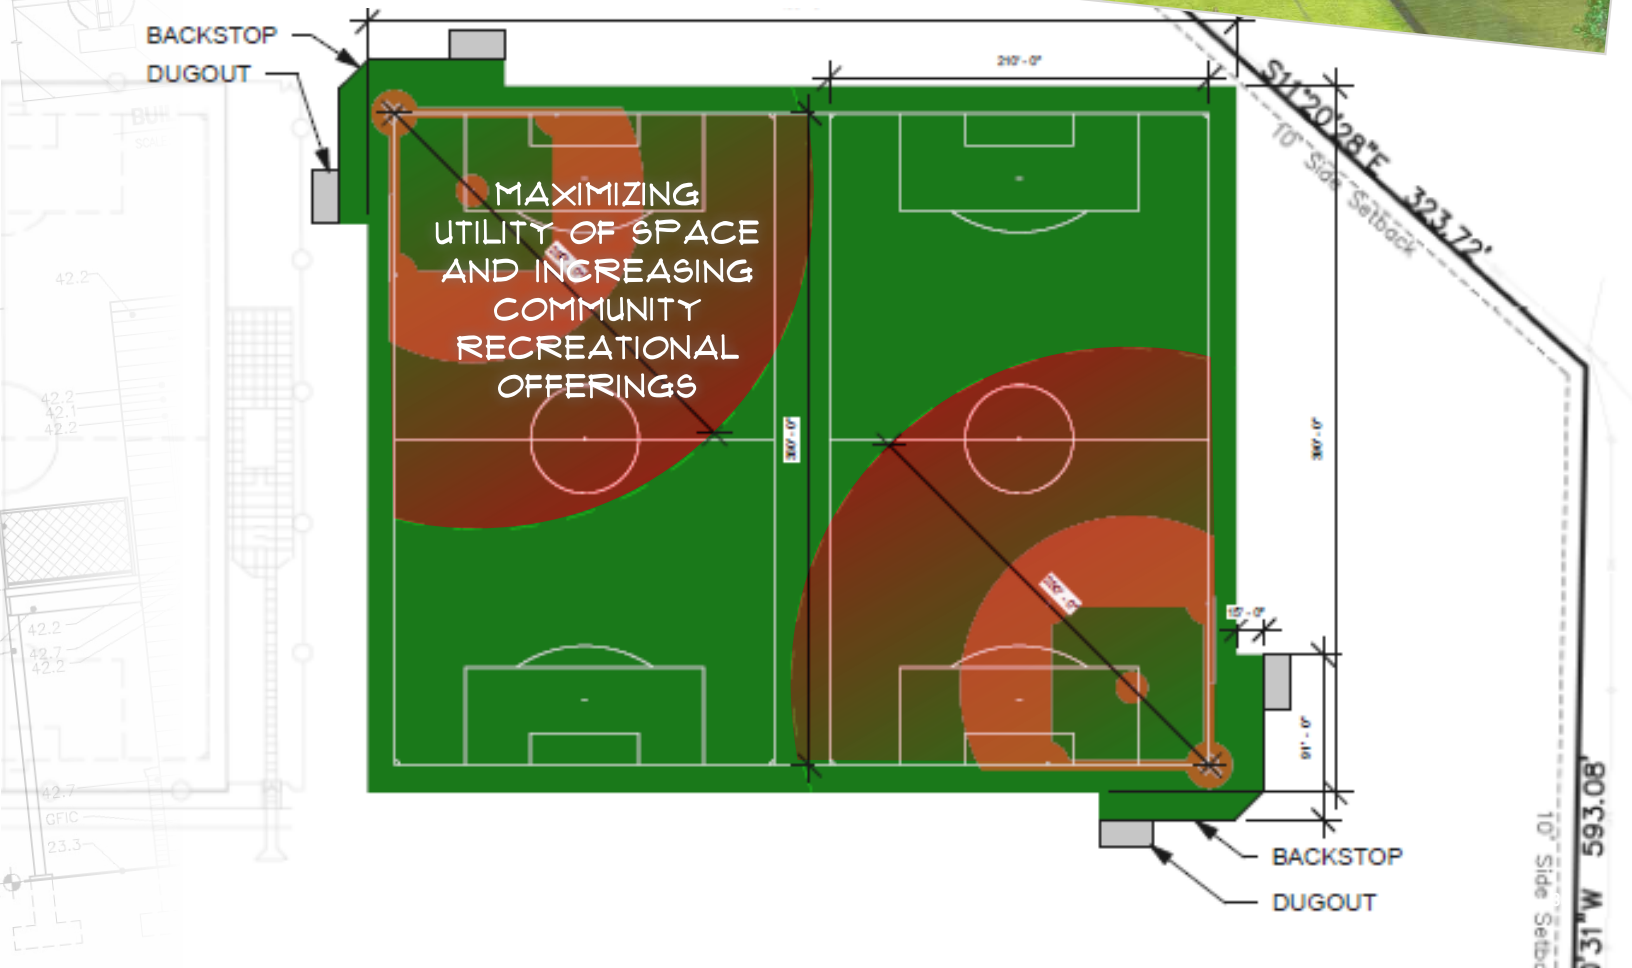 BACKSTOP
DUGOUT
210' - 0"
S11°20'28"E 323.72'
10' Side Setback
MAXIMIZING
UTILITY OF SPACE
AND INCREASING
COMMUNITY
RECREATIONAL
OFFERINGS
42.2
42.2
42.1
42.2
42.2
42.7
42.2
42.7
GFIC
23.3
15' - 0"
BACKSTOP
DUGOUT
593.08'
10' Side